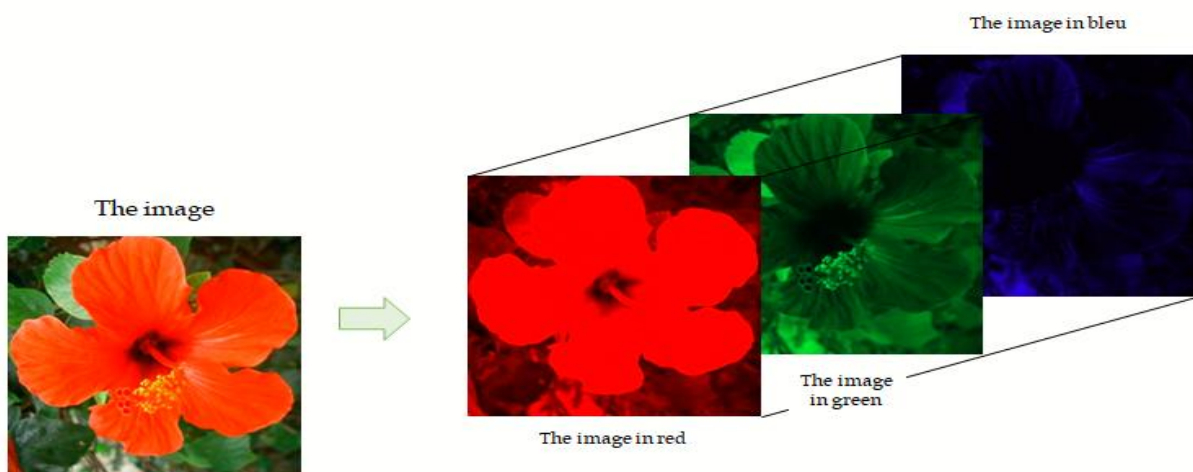 The image in bleu
The image
The image
in green
The image in red